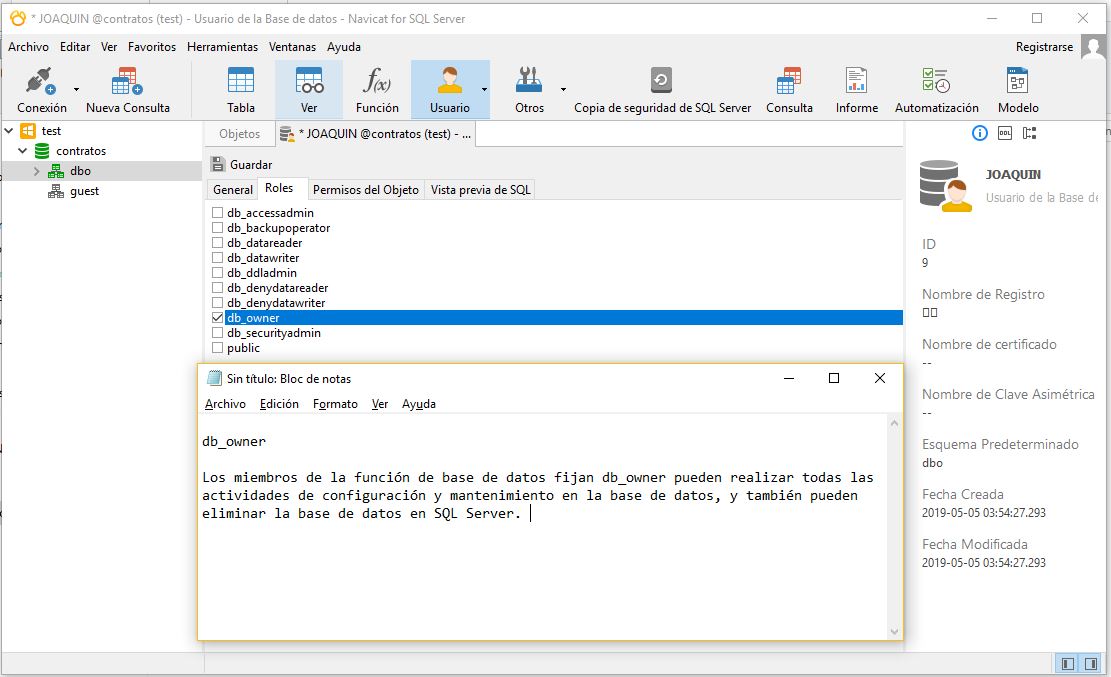 * JOAQUIN @contratos (test) - Usuario de la Base de datos - Navicat for SQL Server
Archivo Editar Ver Favoritos Herramientas Ventanas Ayuda
Registrarse
Conexión Nueva Consulta Tabla Ver Función Usuario Otros Copia de seguridad de SQL Server Consulta Informe Automatización Modelo
f(x)
test
contratos
dbo
guest
Objetos * JOAQUIN @contratos (test) - ...
Guardar
General Roles Permisos del Objeto Vista previa de SQL
db_accessadmin
db_backupoperator
db_datareader
db_datawriter
db_ddladmin
db_denydatareader
db_denydatawriter
db_owner
db_securityadmin
public
Sin título: Bloc de notas
Archivo Edición Formato Ver Ayuda
db_owner
Los miembros de la función de base de datos fijan db_owner pueden realizar todas las
actividades de configuración y mantenimiento en la base de datos, y también pueden
eliminar la base de datos en SQL Server.
DDL
JOAQUIN
Usuario de la Base de
ID
9
Nombre de Registro
Nombre de certificado
--
Nombre de Clave Asimétrica
--
Esquema Predeterminado
dbo
Fecha Creada
2019-05-05 03:54:27.293
Fecha Modificada
2019-05-05 03:54:27.293